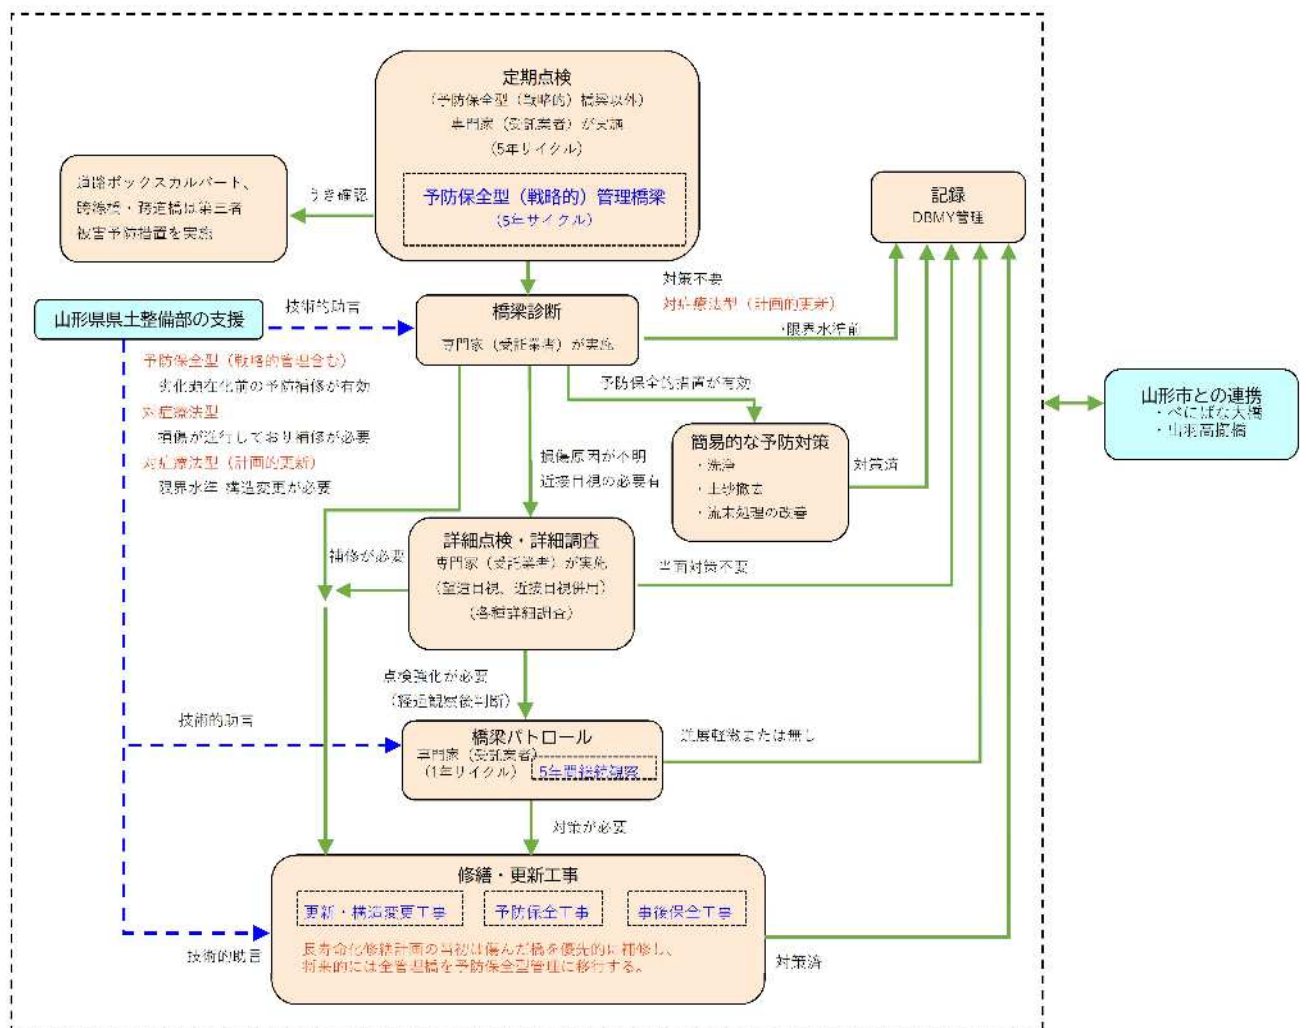 定期点検
(予防保全型（戦略的）橋梁以外)
専門家（受託業者）が実施
(5年サイクル)
予防保全型（戦略的）管理橋梁
(5年サイクル)
うき確認
道路ボックスカルバート、
跨線橋・跨道橋は第三者
被害予防措置を実施
記録
DBMY管理
対策不要
対症療法型（計画的更新）
限界水準前
山形県県土整備部の支援
技術的助言
橋梁診断
専門家（受託業者）が実施
予防保全型（戦略的管理含む）
劣化顕在化前の予防補修が有効
対症療法型
損傷が進行しており補修が必要
対症療法型（計画的更新）
限界水準 構造変更が必要
予防保全的措置が有効
簡易的な予防対策
・洗浄
・土砂撤去
・流末処理の改善
対策済
山形市との連携
・べにばな大橋
・出羽高擶橋
損傷原因が不明
近接目視の必要有
詳細点検・詳細調査
専門家（受託業者）が実施
(望遠目視、近接目視併用)
(各種詳細調査)
補修が必要
当面対策不要
点検強化が必要
(経過観察後判断)
技術的助言
橋梁パトロール
専門家（受託業者）
(1年サイクル)
5年間継続観察
進展軽微または無し
対策が必要
修繕・更新工事
更新・構造変更工事
予防保全工事
事後保全工事
長寿命化修繕計画の当初は傷んだ橋を優先的に補修し、
将来的には全管理橋を予防保全型管理に移行する。
技術的助言
対策済